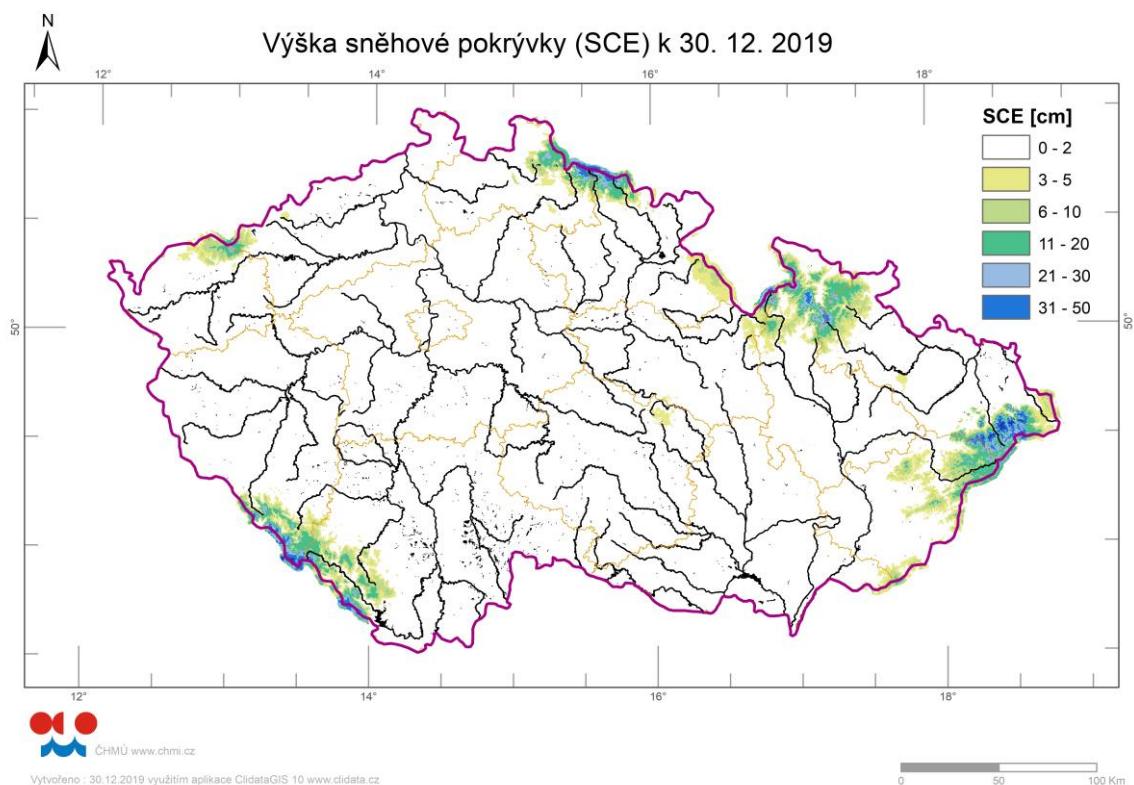 N
Výška sněhové pokrývky (SCE) k 30. 12. 2019
12°
14°
16°
18°
SCE [cm]
0 - 2
3 - 5
6 - 10
11 - 20
21 - 30
31 - 50
50°
50°
12°
14°
16°
18°
ČHMÚ www.chmi.cz
Vytvořeno : 30.12.2019 využitím aplikace ClidataGIS 10 www.clidata.cz
0 50 100 Km